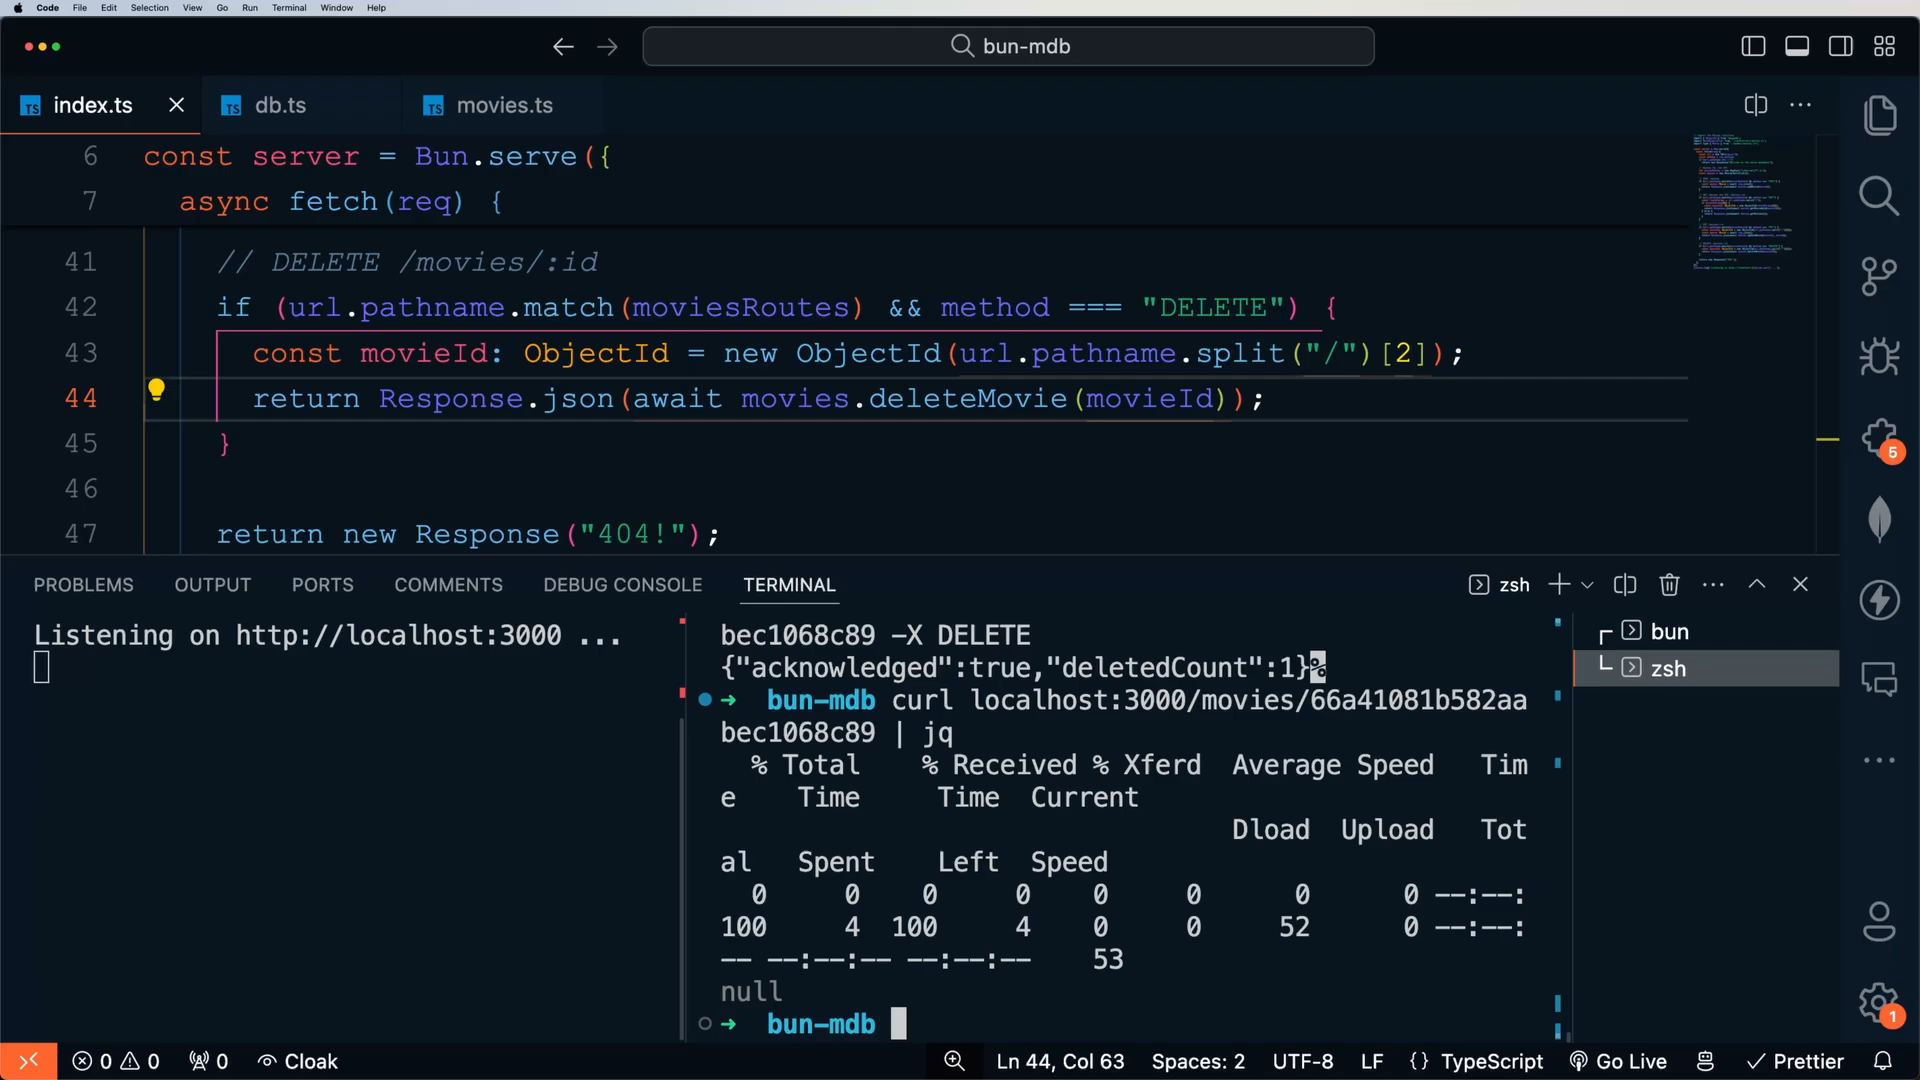 Code File Edit Selection View Go Run Terminal Window Help
bun-mdb
TS index.ts TS db.ts TS movies.ts
6 const server = Bun.serve({
7 async fetch(req) {
41 // DELETE /movies/:id
42 if (url.pathname.match(moviesRoutes) && method === "DELETE") {
43 const movieId: ObjectId = new ObjectId(url.pathname.split("/")[2]);
44 return Response.json(await movies.deleteMovie(movieId));
45 }
46
47 return new Response("404!");
PROBLEMS OUTPUT PORTS COMMENTS DEBUG CONSOLE TERMINAL zsh
Listening on http://localhost:3000 ...
bec1068c89 -X DELETE
{"acknowledged":true,"deletedCount":1}%
➜ bun-mdb curl localhost:3000/movies/66a41081b582aa
bec1068c89 | jq
% Total % Received % Xferd Average Speed Tim
e Time Time Current
Dload Upload Tot
al Spent Left Speed
0 0 0 0 0 0 0 0 --:--:
100 4 100 4 0 0 52 0 --:--:
-- --:--:-- --:--:-- 53
null
➜ bun-mdb
bun
zsh
5
1
0 0 0 Cloak Ln 44, Col 63 Spaces: 2 UTF-8 LF {} TypeScript Go Live Prettier